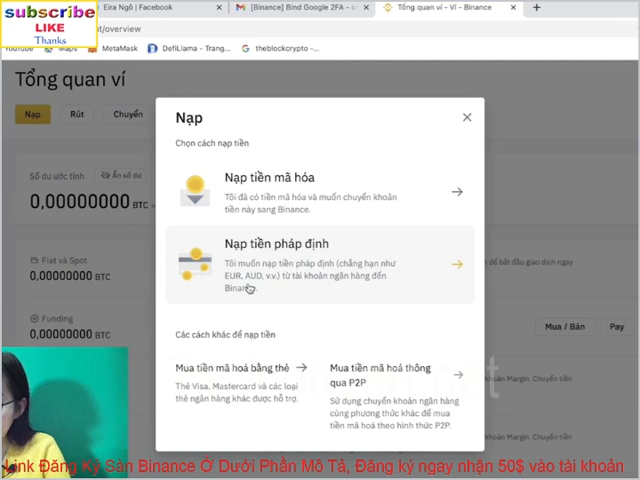 subscribe
LIKE
Thanks
Eira Ngô | Facebook
[Binance] Bind Google 2FA - c
Tổng quan ví - Ví - Binance
t/overview
YouTube
Maps
MetaMask
DefiLlama - Trang...
theblockcrypto -...
Tổng quan ví
Nạp
Rút
Chuyển
Số dư ước tính
Ẩn số dư
0,00000000 BTC
Fiat và Spot
0,00000000 BTC
Funding
0,00000000 BTC
để bắt đầu giao dịch ngay
Mua / Bán
Pay
khoản Margin. Chuyển tiền
khoản Margin. Chuyển tiền
Nạp
Chọn cách nạp tiền
Nạp tiền mã hóa
Tôi đã có tiền mã hóa và muốn chuyển khoản
tiền này sang Binance.
Nạp tiền pháp định
Tôi muốn nạp tiền pháp định (chẳng hạn như
EUR, AUD, v.v.) từ tài khoản ngân hàng đến
Binance.
Các cách khác để nạp tiền
Mua tiền mã hoá bằng thẻ
Thẻ Visa, Mastercard và các loại
thẻ ngân hàng khác được hỗ trợ.
Mua tiền mã hoá thông
qua P2P
Sử dụng chuyển khoản ngân hàng
cùng phương thức khác để mua
tiền mã hoá theo hình thức P2P.
Link Đăng Ký Sàn Binance Ở Dưới Phần Mô Tả, Đăng ký ngay nhận 50$ vào tài khoản